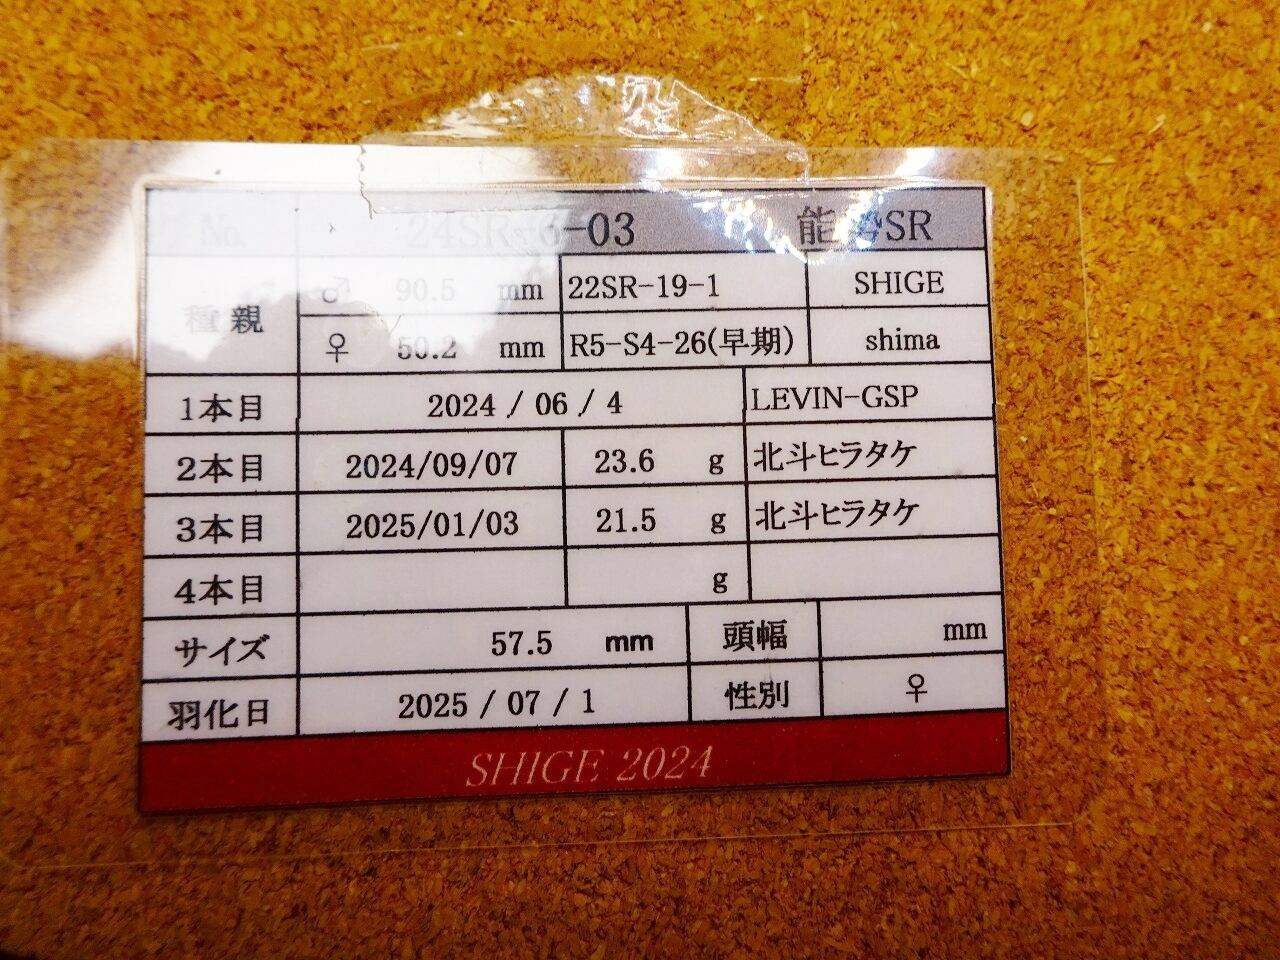 No. 24SR-6-03 能勢SR
種親 ♂ 90.5 mm 22SR-19-1 SHIGE
♀ 50.2 mm R5-S4-26(早期) shima
1本目 2024 / 06 / 4 LEVIN-GSP
2本目 2024/09/07 23.6 g 北斗ヒラタケ
3本目 2025/01/03 21.5 g 北斗ヒラタケ
4本目 g
サイズ 57.5 mm 頭幅 mm
羽化日 2025 / 07 / 1 性別 ♀
SHIGE 2024